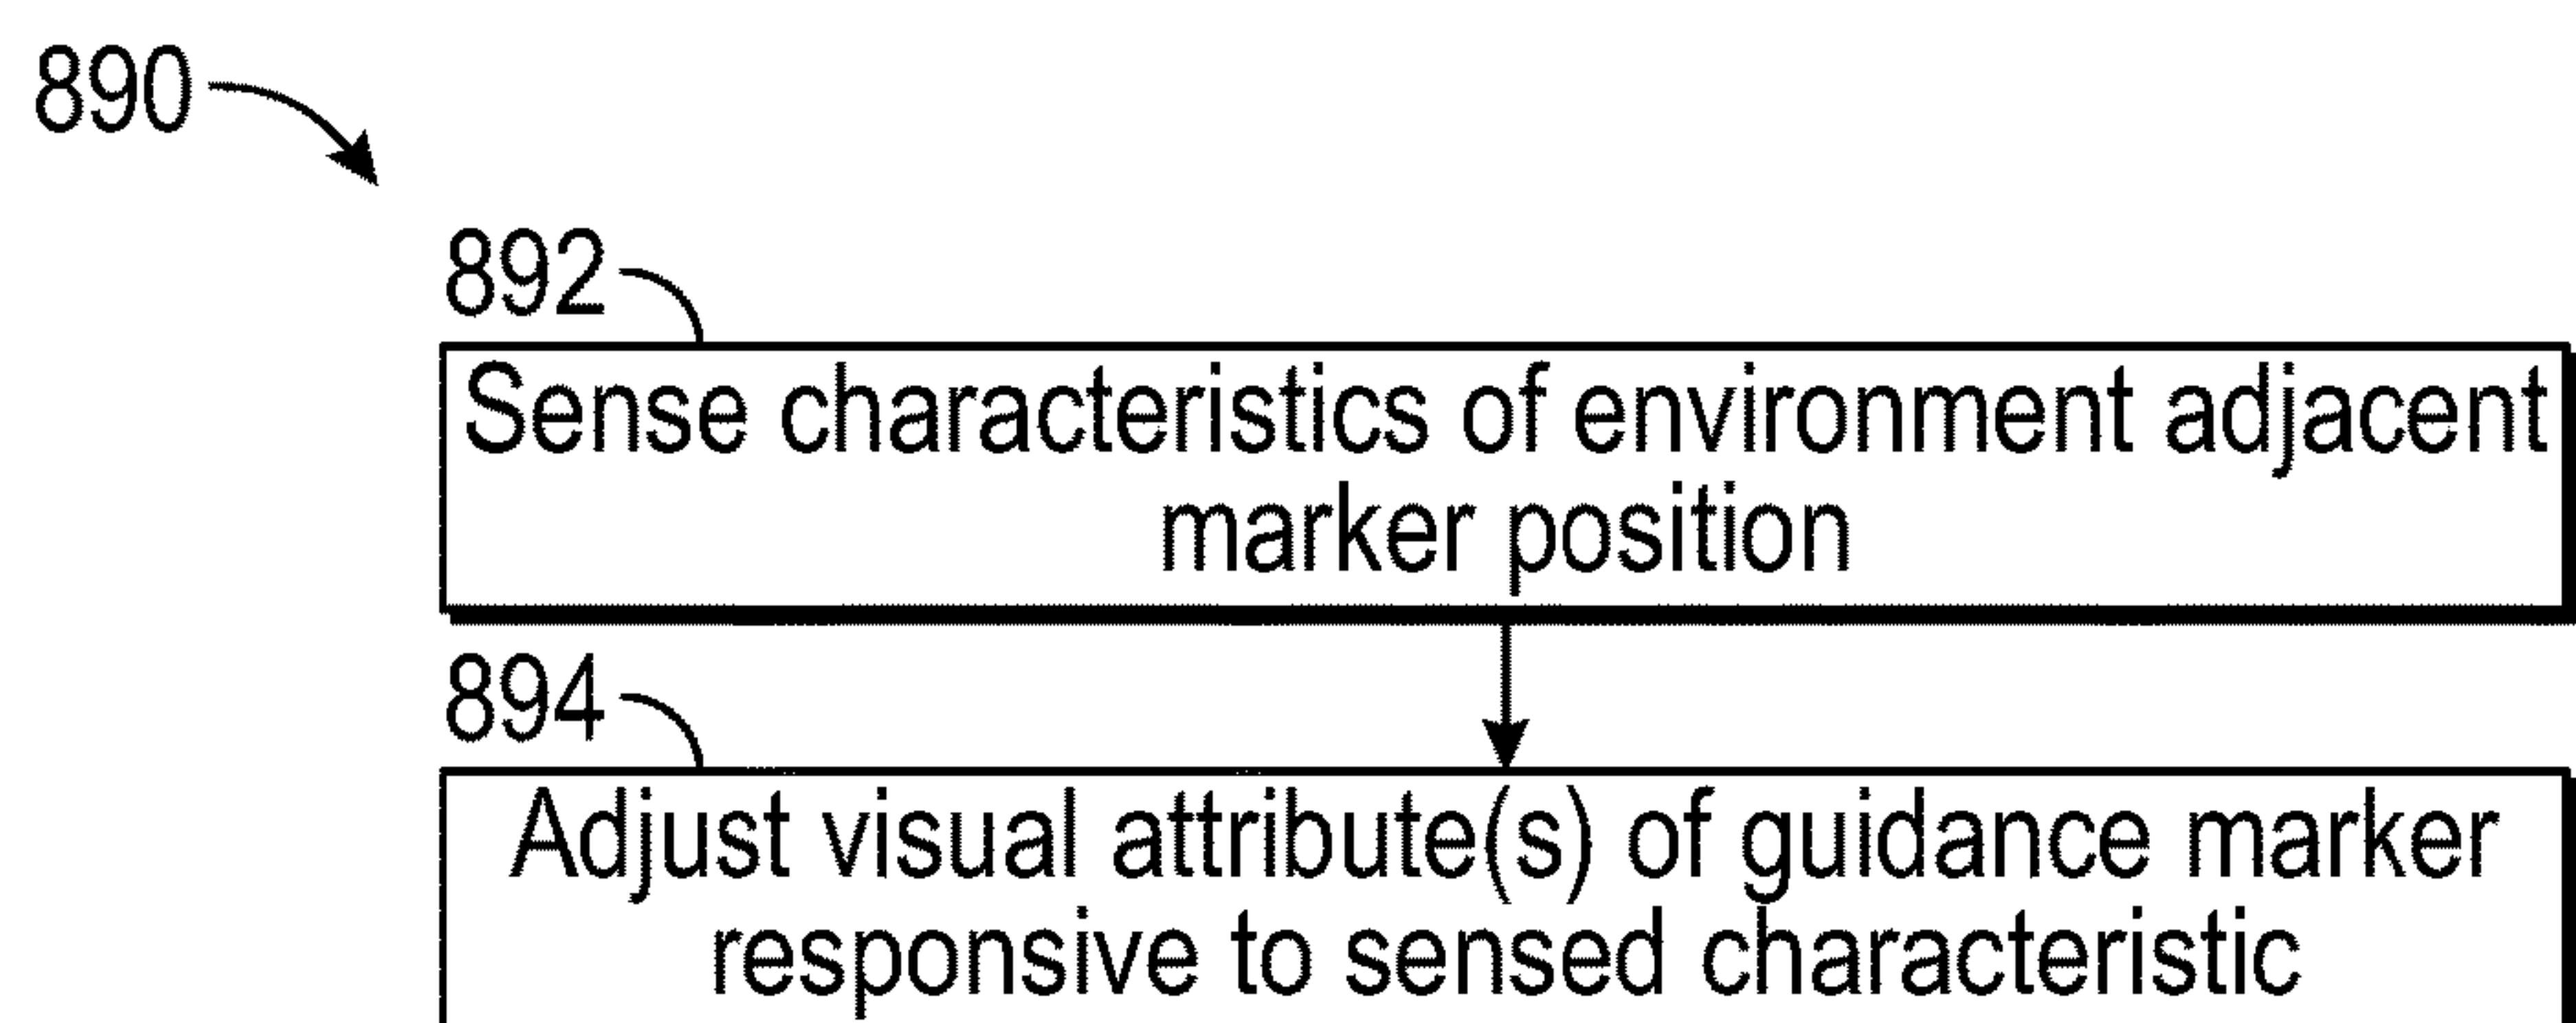 890
892
Sense characteristics of environment adjacent
marker position
894
Adjust visual attribute(s) of guidance marker
responsive to sensed characteristic